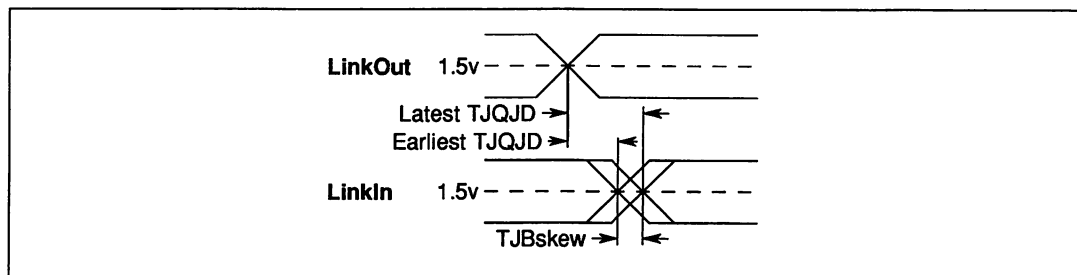 LinkOut 1.5v
Latest TJQJD
Earliest TJQJD
LinkIn 1.5v
TJBskew